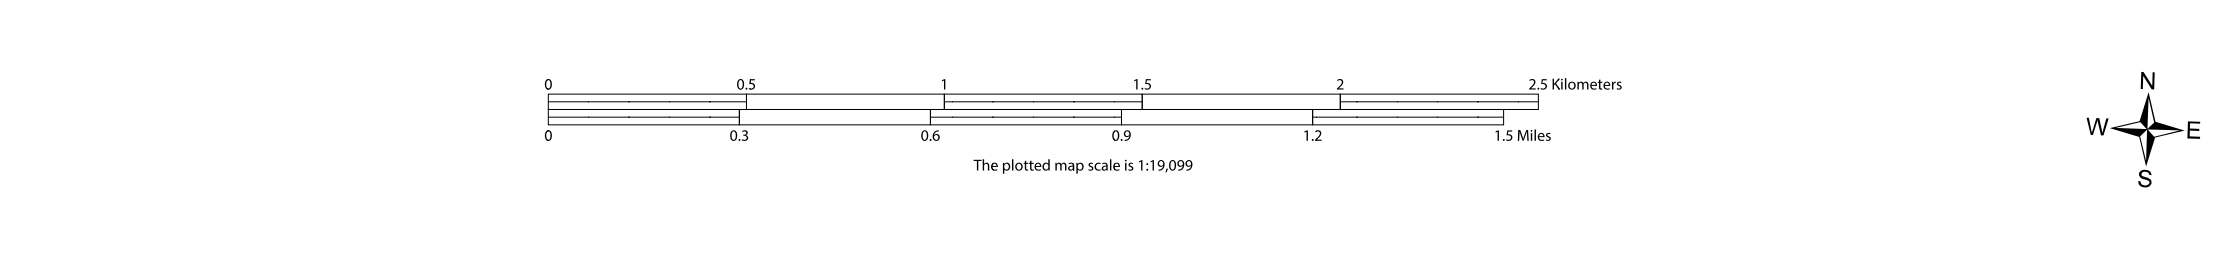 0 0.5 1 1.5 2 2.5 Kilometers
0 0.3 0.6 0.9 1.2 1.5 Miles
The plotted map scale is 1:19,099
N
W E
S